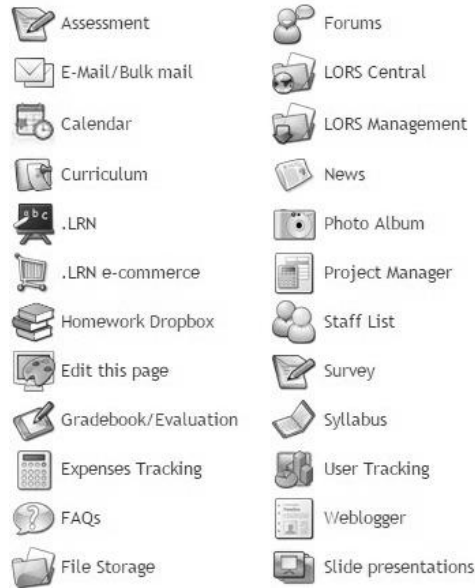 Assessment
E-Mail/Bulk mail
Calendar
Curriculum
abc
.LRN
.LRN e-commerce
Homework Dropbox
Edit this page
Gradebook/Evaluation
Expenses Tracking
FAQs
File Storage
Forums
LORS Central
LORS Management
News
Photo Album
Project Manager
Staff List
Survey
Syllabus
User Tracking
Weblogger
Slide presentations